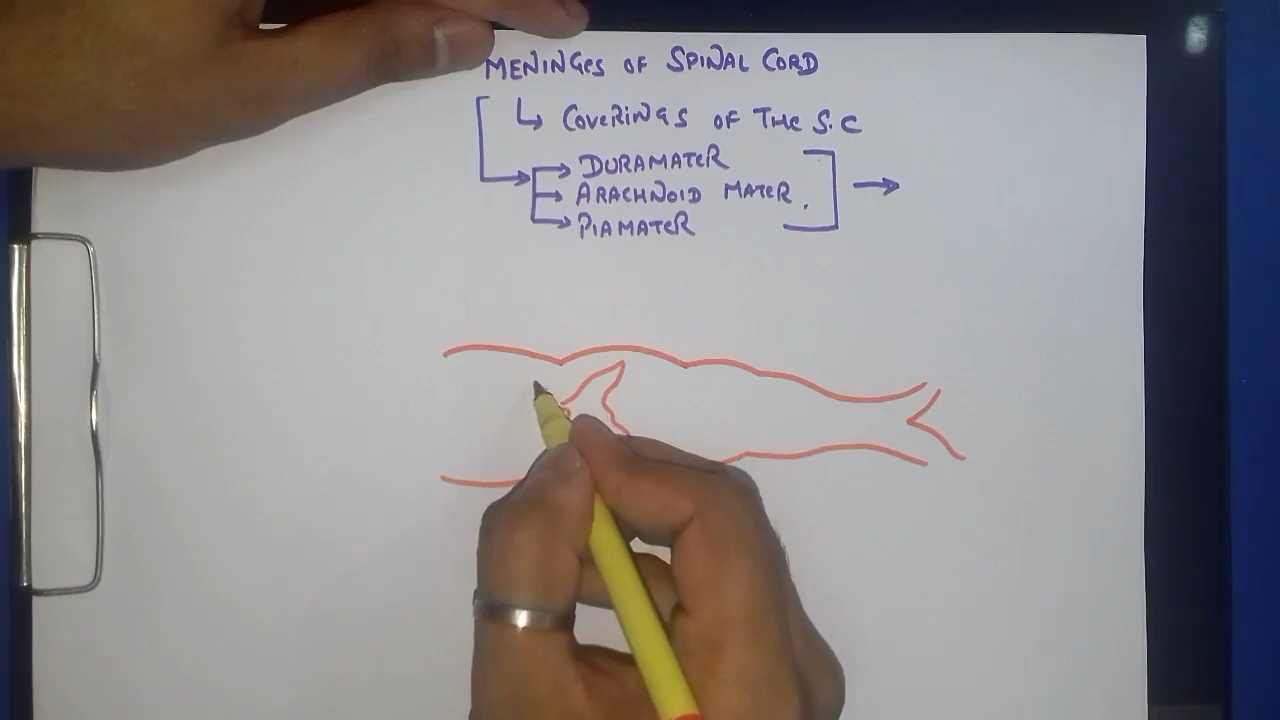 MENINGES OF SPINAL CORD
↳ COVERINGS OF THE S.C
→ DURAMATER
→ ARACHNOID MATER.
→ PIAMATER